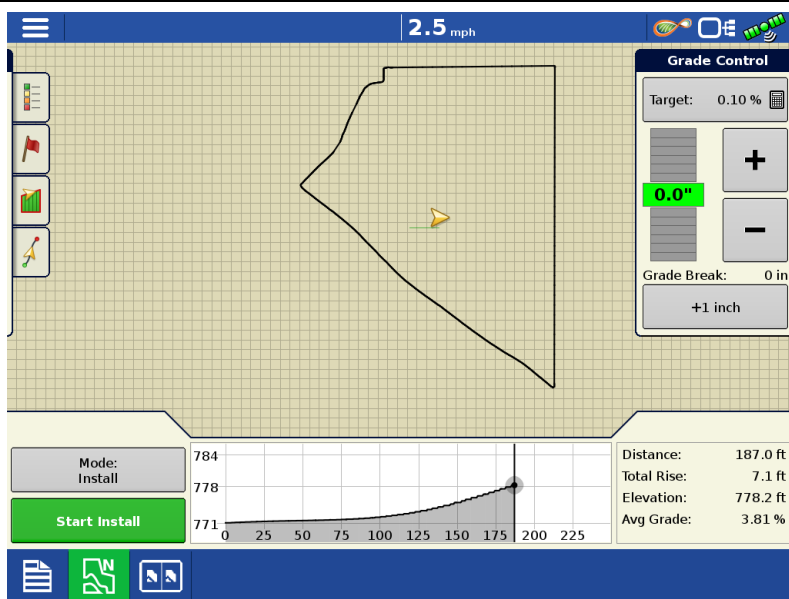 2.5 mph
Grade Control
Target: 0.10 %
+
0.0"
−
Grade Break: 0 in
+1 inch
Mode:
Install
Start Install
784
778
771
0 25 50 75 100 125 150 175 200 225
Distance: 187.0 ft
Total Rise: 7.1 ft
Elevation: 778.2 ft
Avg Grade: 3.81 %
N